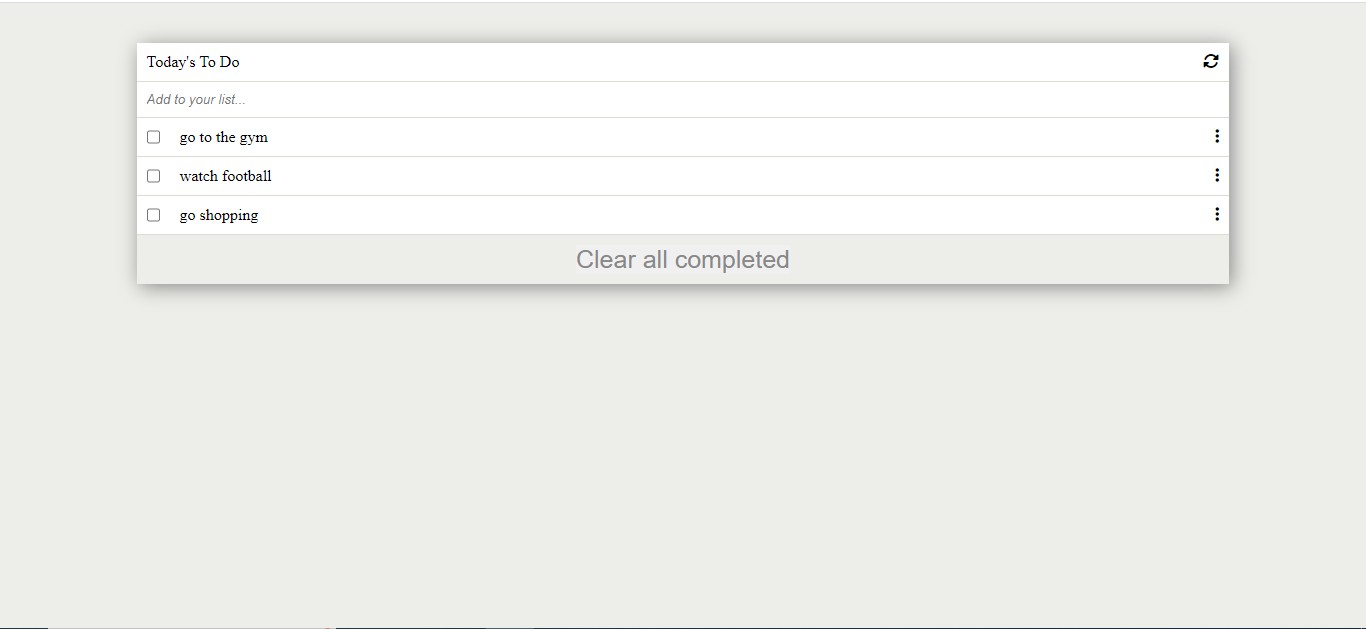 Today's To Do
Add to your list...
go to the gym
watch football
go shopping
Clear all completed